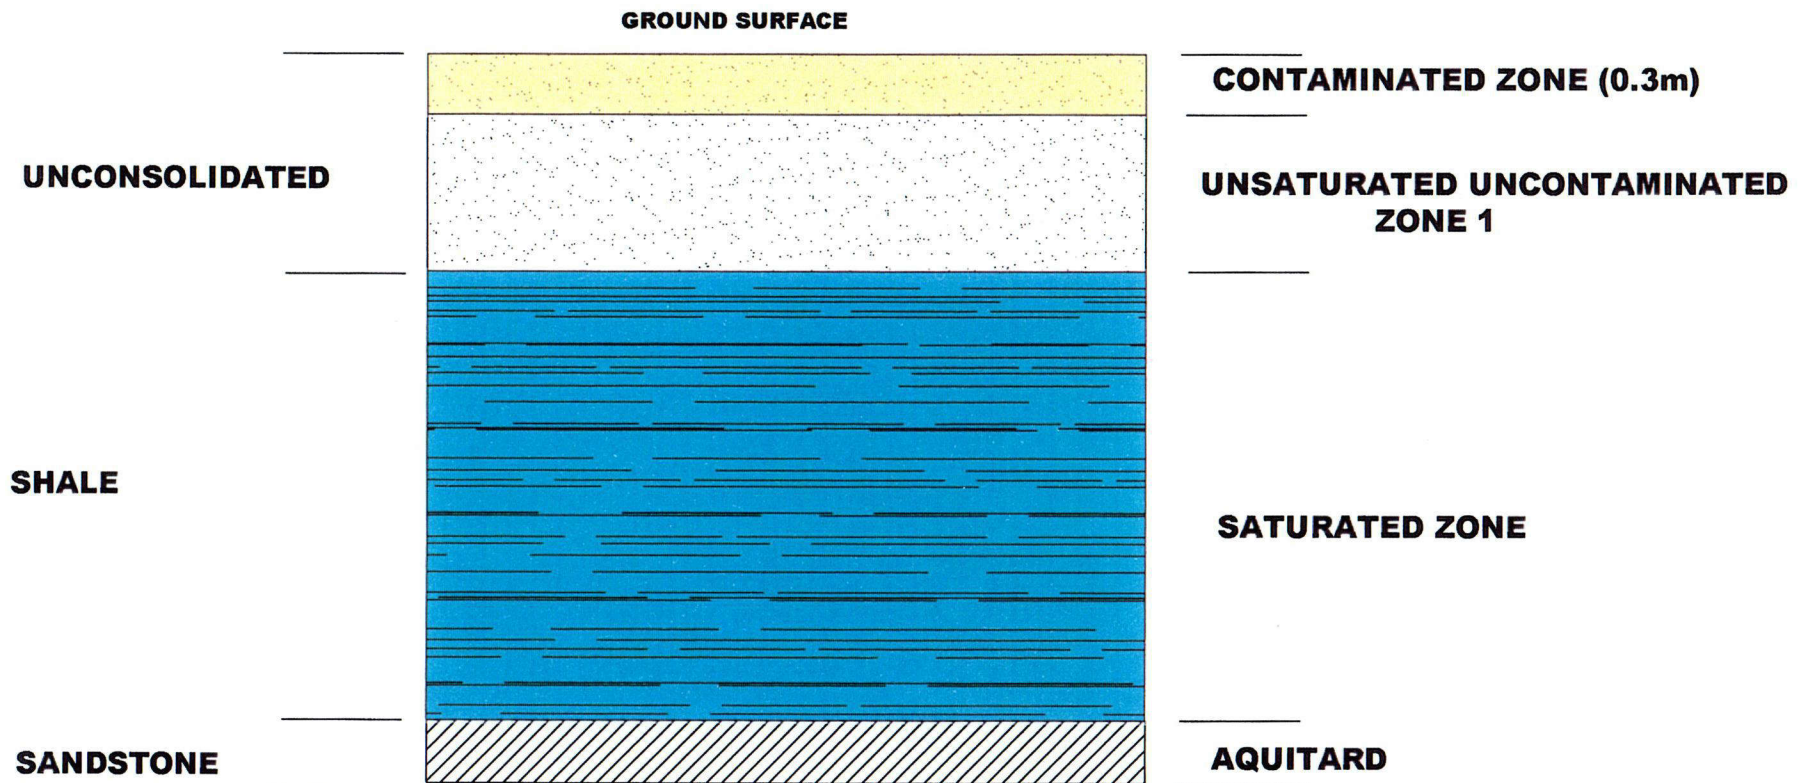 GROUND SURFACE
CONTAMINATED ZONE (0.3m)
UNCONSOLIDATED
UNSATURATED UNCONTAMINATED
ZONE 1
SHALE
SATURATED ZONE
SANDSTONE
AQUITARD